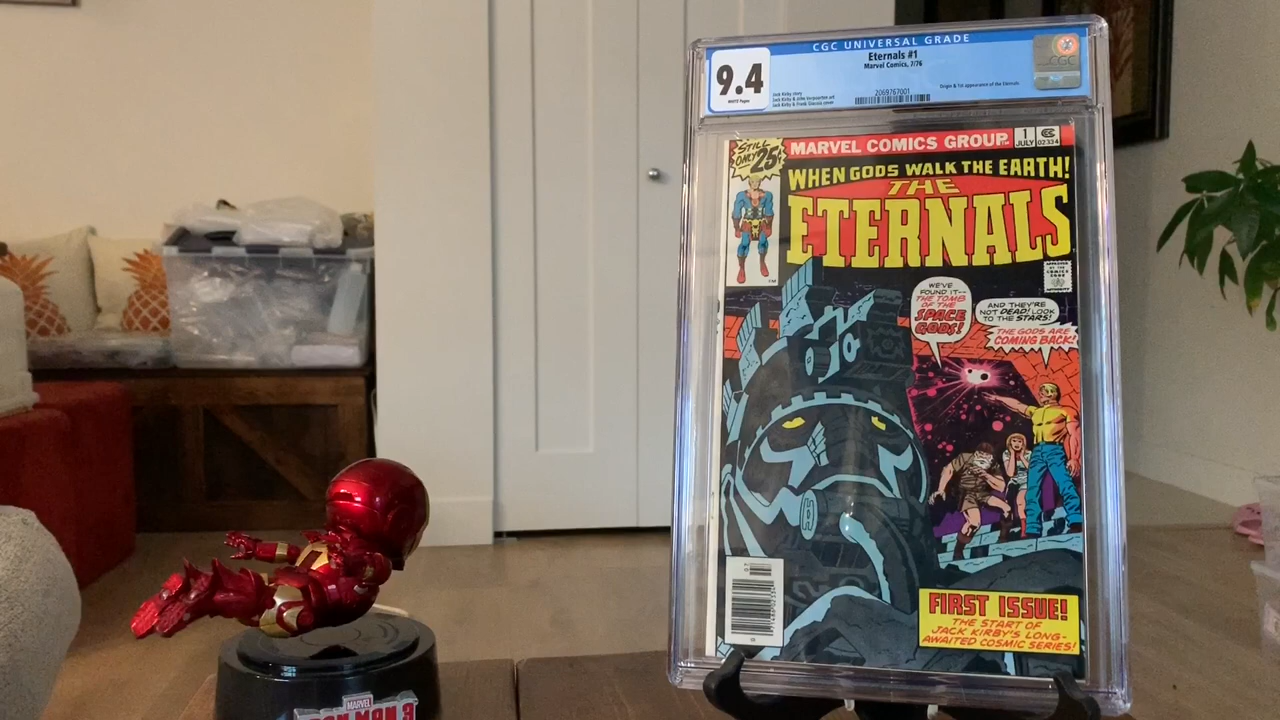 CGC UNIVERSAL GRADE
9.4
WHITE Pages
Eternals #1
Marvel Comics, 7/76
Jack Kirby story
Jack Kirby & John Verpoorten art
Jack Kirby & Frank Giacoia cover
2069767001
Origin & 1st appearance of the Eternals
CGC
STILL
ONLY 25¢
MARVEL COMICS GROUP
TM
1
JULY
02334
WHEN GODS WALK THE EARTH!
THE
ETERNALS
TM
APPROVED
BY THE
COMICS
CODE
AUTHORITY
WE'VE
FOUND IT--
THE TOMB
OF THE
SPACE
GODS!
AND THEY'RE
NOT DEAD! LOOK
TO THE STARS!
THE GODS ARE
COMING BACK!
FIRST ISSUE!
THE START OF
JACK KIRBY'S LONG-
AWAITED COSMIC SERIES!
MARVEL
IRON MAN 3